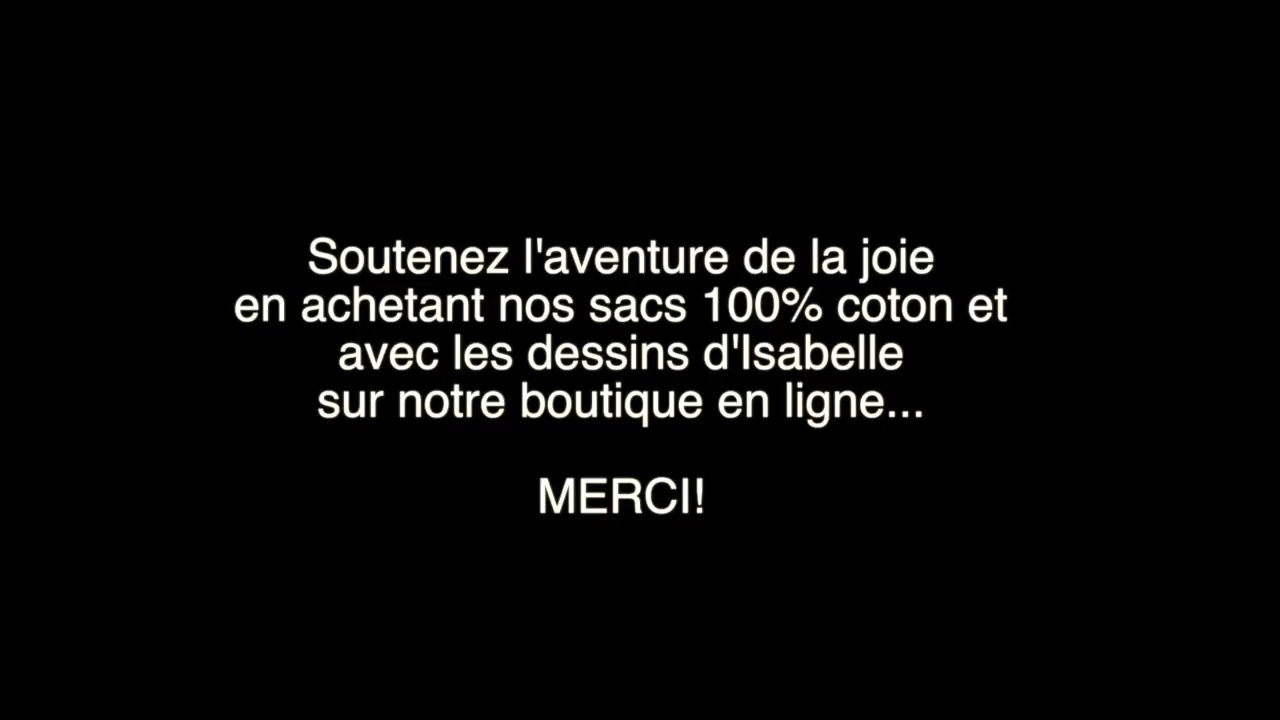 Soutenez l'aventure de la joie
en achetant nos sacs 100% coton et
avec les dessins d'Isabelle
sur notre boutique en ligne...
MERCI!